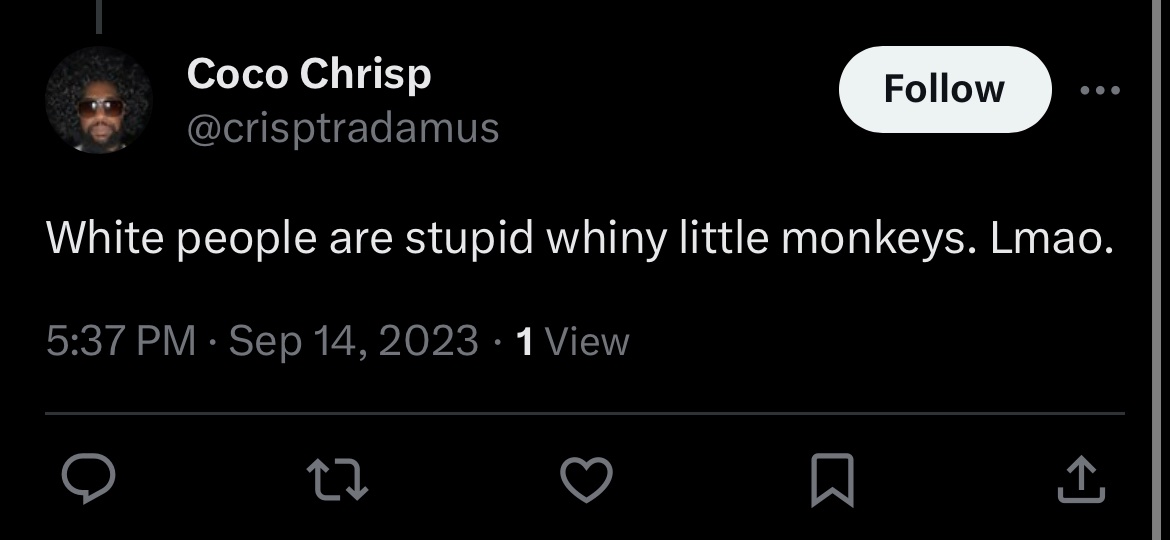 Coco Chrisp
@crisptradamus
Follow
White people are stupid whiny little monkeys. Lmao.
5:37 PM · Sep 14, 2023 · 1 View